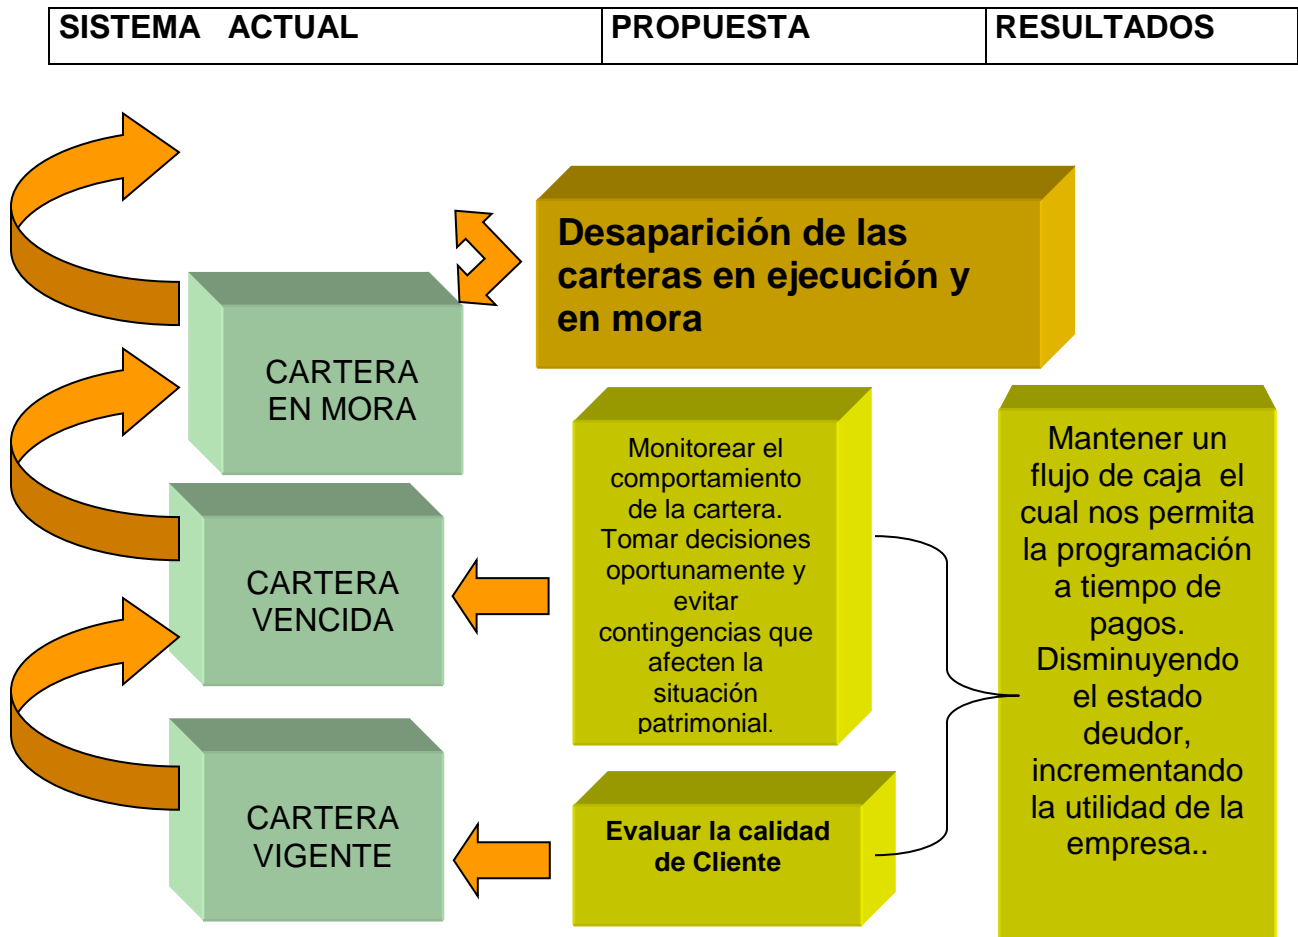 SISTEMA ACTUAL
PROPUESTA
RESULTADOS
Desaparición de las
carteras en ejecución y
en mora
CARTERA
EN MORA
CARTERA
VENCIDA
CARTERA
VIGENTE
Monitorear el
comportamiento
de la cartera.
Tomar decisiones
oportunamente y
evitar
contingencias que
afecten la
situación
patrimonial.
Evaluar la calidad
de Cliente
Mantener un
flujo de caja el
cual nos permita
la programación
a tiempo de
pagos.
Disminuyendo
el estado
deudor,
incrementando
la utilidad de la
empresa..